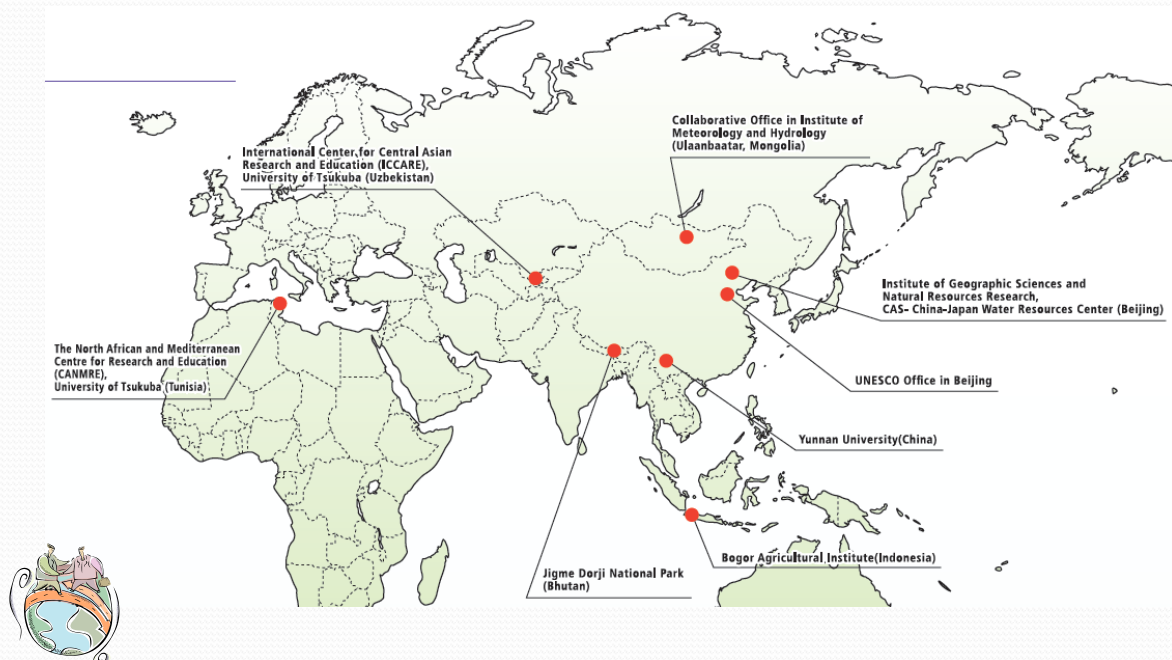 Collaborative Office in Institute of
Meteorology and Hydrology
(Ulaanbaatar, Mongolia)
International Center for Central Asian
Research and Education (ICCARE),
University of Tsukuba (Uzbekistan)
Institute of Geographic Sciences and
Natural Resources Research,
CAS- China-Japan Water Resources Center (Beijing)
The North African and Mediterranean
Centre for Research and Education
(CANMRE),
University of Tsukuba (Tunisia)
UNESCO Office in Beijing
Yunnan University(China)
Bogor Agricultural Institute(Indonesia)
Jigme Dorji National Park
(Bhutan)